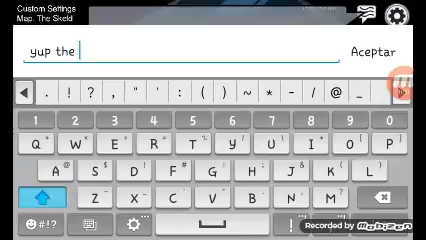 Custom Settings
Map: The Skeld
yup the
Aceptar
. ! ? , " ' : ( ) ~ * - / @ _
1 2 3 4 5 6 7 8 9 0
Q W E R T Y U I O P
A S D F G H J K L
Z X C V B N M
!#?
Recorded by Mobizen